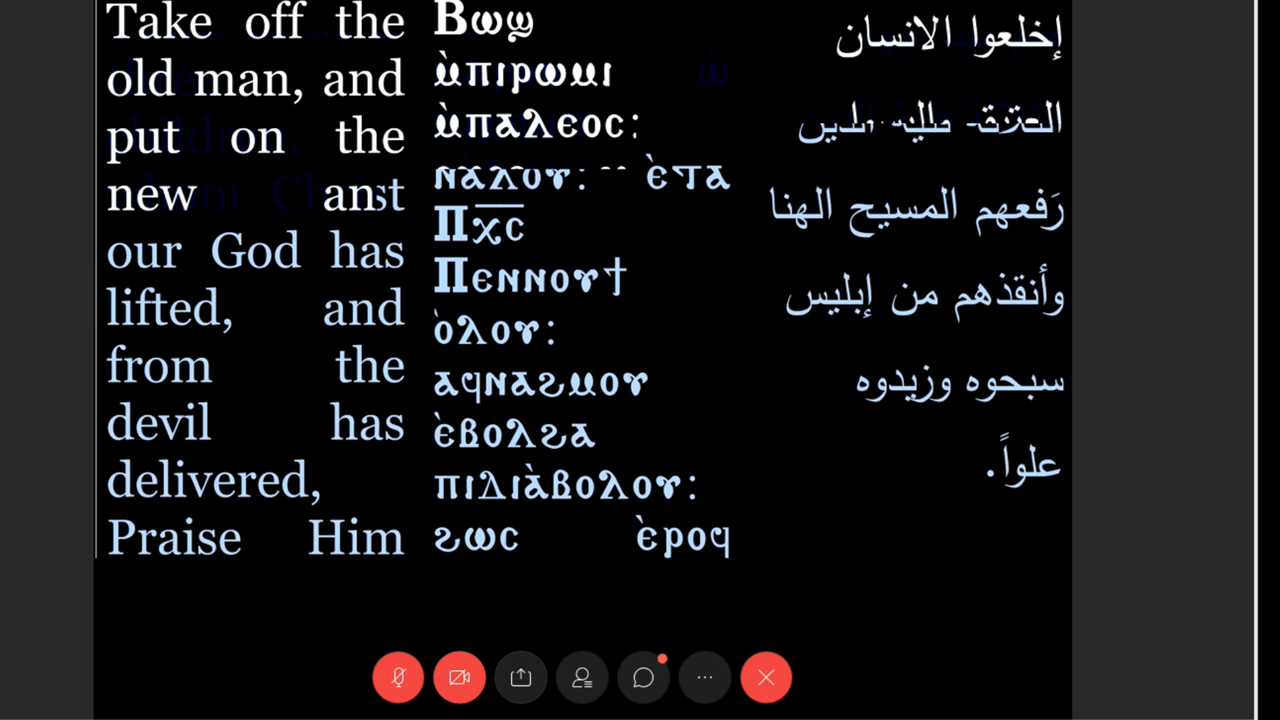 Take off the
old man, and
put on the
new
our God has
lifted, and
from the
devil has
delivered,
Praise Him
Ⲃⲱϣ
ⲙ̀ⲡⲓⲣⲱⲙⲓ
ⲙ̀ⲡⲁⲗⲉⲟⲥ:
ⲛ̀ⲁⲗⲟⲩ: ⲉ̀ⲧⲁ
Ⲡⲭ̅ⲥ̅
Ⲡⲉⲛⲛⲟⲩϯ
ⲟ̀ⲗⲟⲩ:
ⲁϥⲛⲁϩⲙⲟⲩ
ⲉ̀ⲃⲟⲗϩⲁ
ⲡⲓⲇⲓⲁ̀ⲃⲟⲗⲟⲩ:
ϩⲱⲥ ⲉ̀ⲣⲟϥ
إخلعوا الانسان
رَفعهم المسيح الهنا
وأنقذهم من إبليس
سبحوه وزيدوه
علواً.